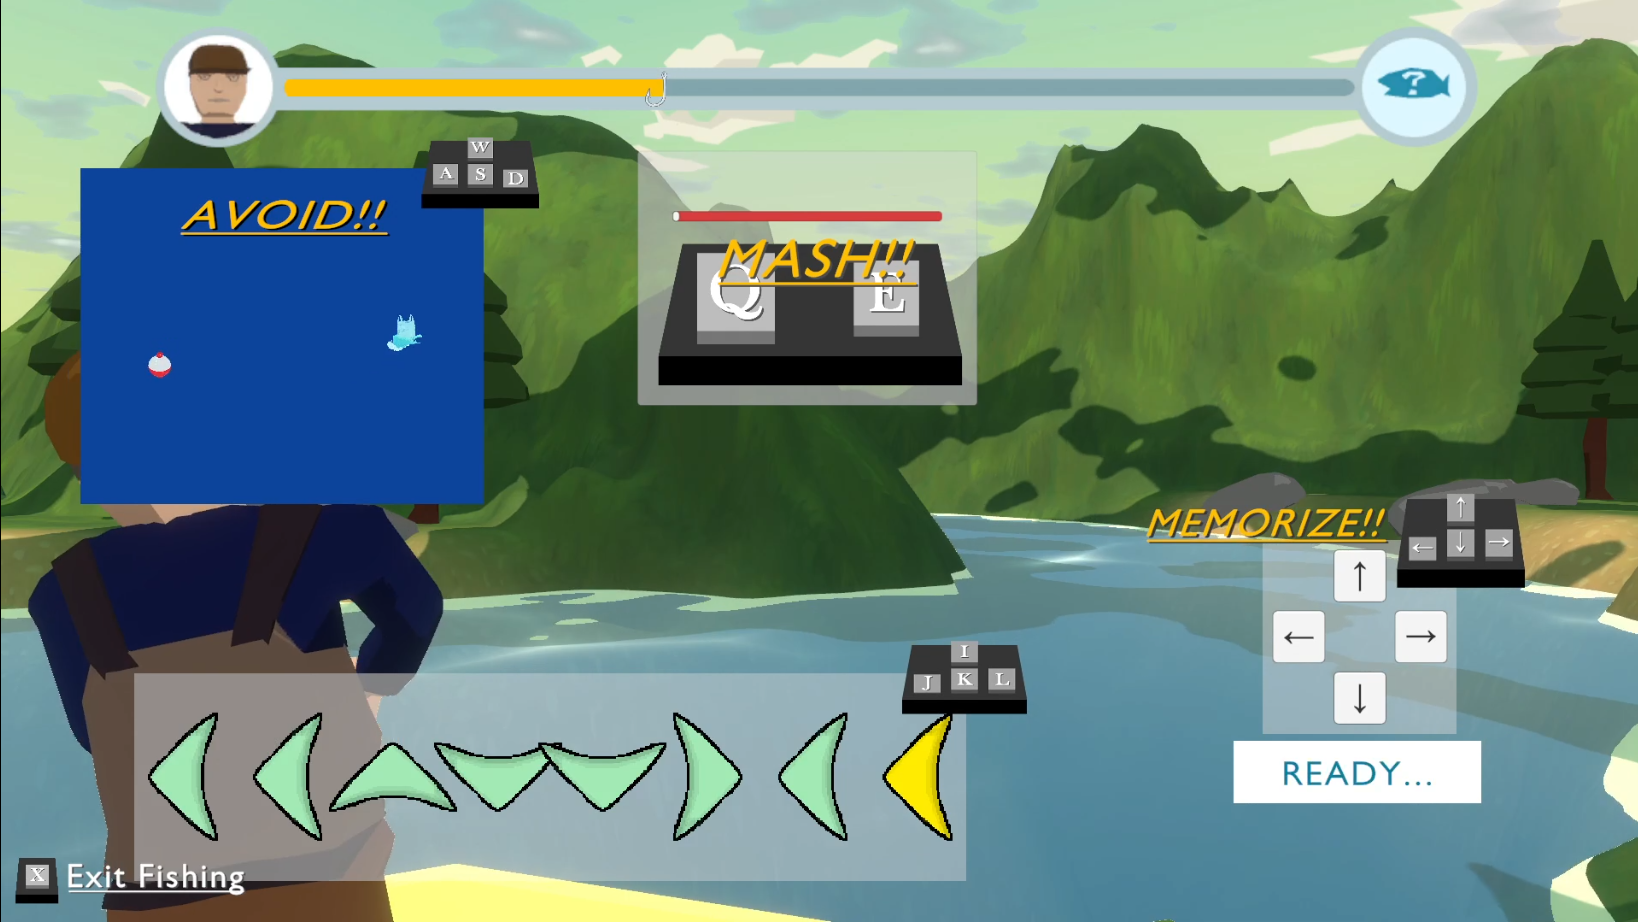 ?
W
A S D
AVOID!!
MASH!!
Q E
MEMORIZE!!
↑
← ↓ →
↑
← →
↓
I
J K L
READY...
X Exit Fishing